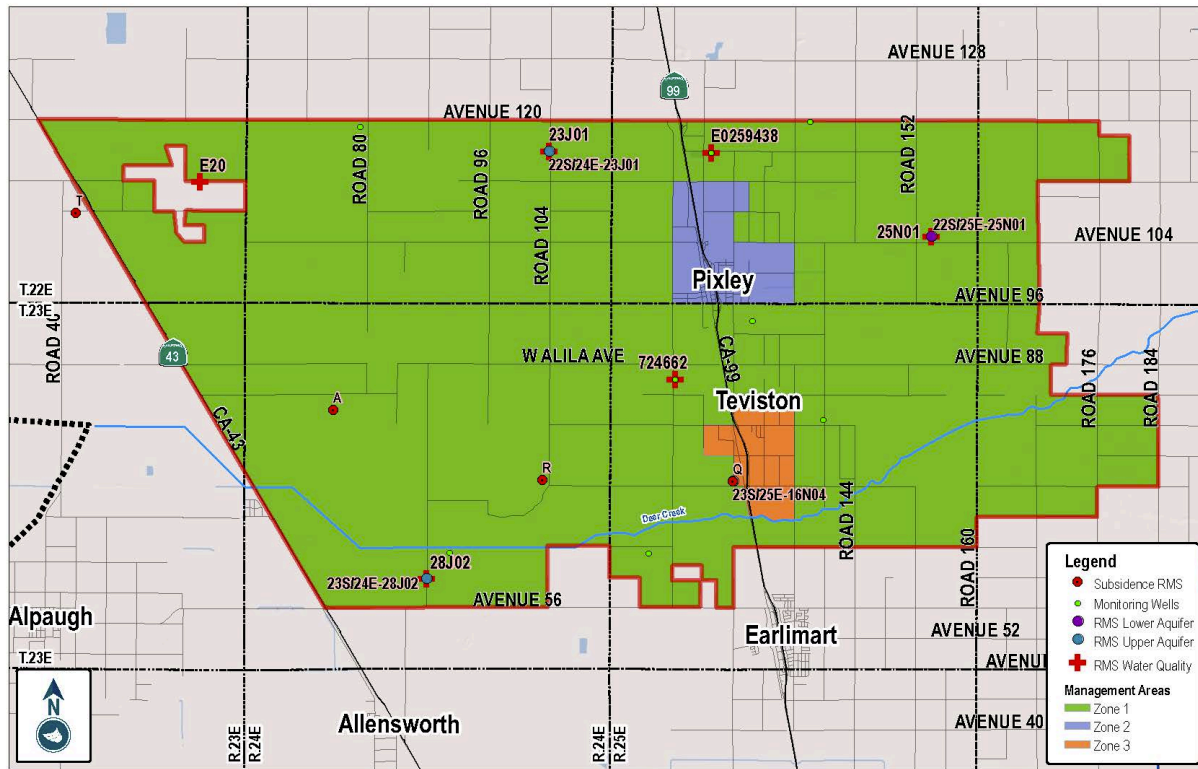 AVENUE 128
99
AVENUE 120
23J01
22S/24E-23J01
E0259438
ROAD 152
E20
ROAD 80
ROAD 96
ROAD 104
T
25N01
22S/25E-25N01
AVENUE 104
Pixley
T.22E
T.23E
AVENUE 96
ROAD 40
43
W ALILA AVE
724662
CA-99
AVENUE 88
ROAD 176
ROAD 184
A
Teviston
CA-43
R
Q
23S/25E-16N04
ROAD 144
Deer Creek
28J02
23S/24E-28J02
AVENUE 56
ROAD 160
Alpaugh
Earlimart
AVENUE 52
T.23E
AVENU
N
Allensworth
AVENUE 40
R.23E
R.24E
R.24E
R.25E
Legend
Subsidence RMS
Monitoring Wells
RMS Lower Aquifer
RMS Upper Aquifer
RMS Water Quality
Management Areas
Zone 1
Zone 2
Zone 3